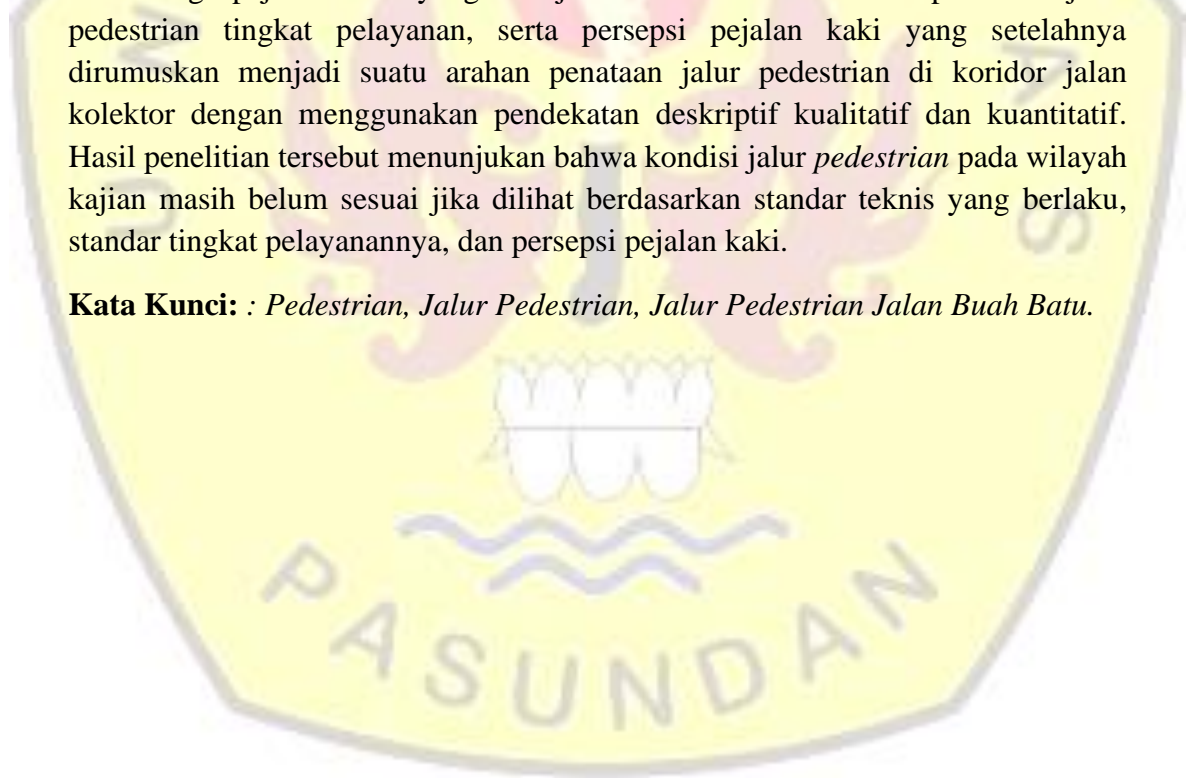 pedestrian tingkat pelayanan, serta persepsi pejalan kaki yang setelahnya
dirumuskan menjadi suatu arahan penataan jalur pedestrian di koridor jalan
kolektor dengan menggunakan pendekatan deskriptif kualitatif dan kuantitatif.
Hasil penelitian tersebut menunjukan bahwa kondisi jalur pedestrian pada wilayah
kajian masih belum sesuai jika dilihat berdasarkan standar teknis yang berlaku,
standar tingkat pelayanannya, dan persepsi pejalan kaki.
Kata Kunci: : Pedestrian, Jalur Pedestrian, Jalur Pedestrian Jalan Buah Batu.
PASUNDAN